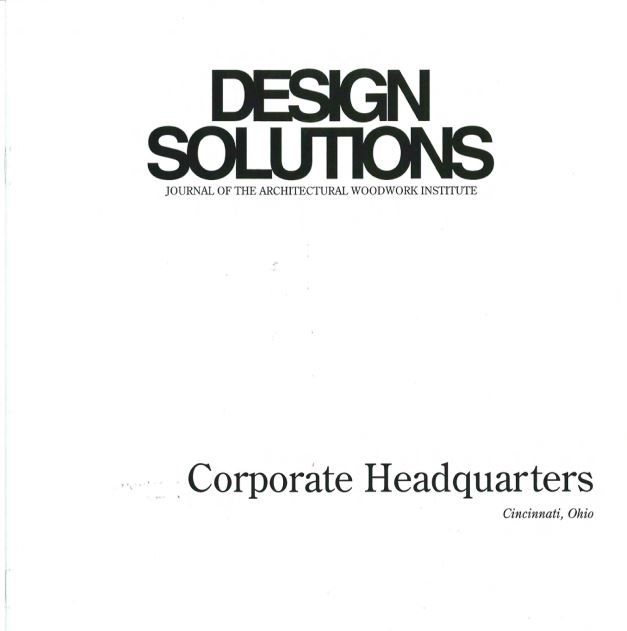 DESIGN
SOLUTIONS
JOURNAL OF THE ARCHITECTURAL WOODWORK INSTITUTE
Corporate Headquarters
Cincinnati, Ohio